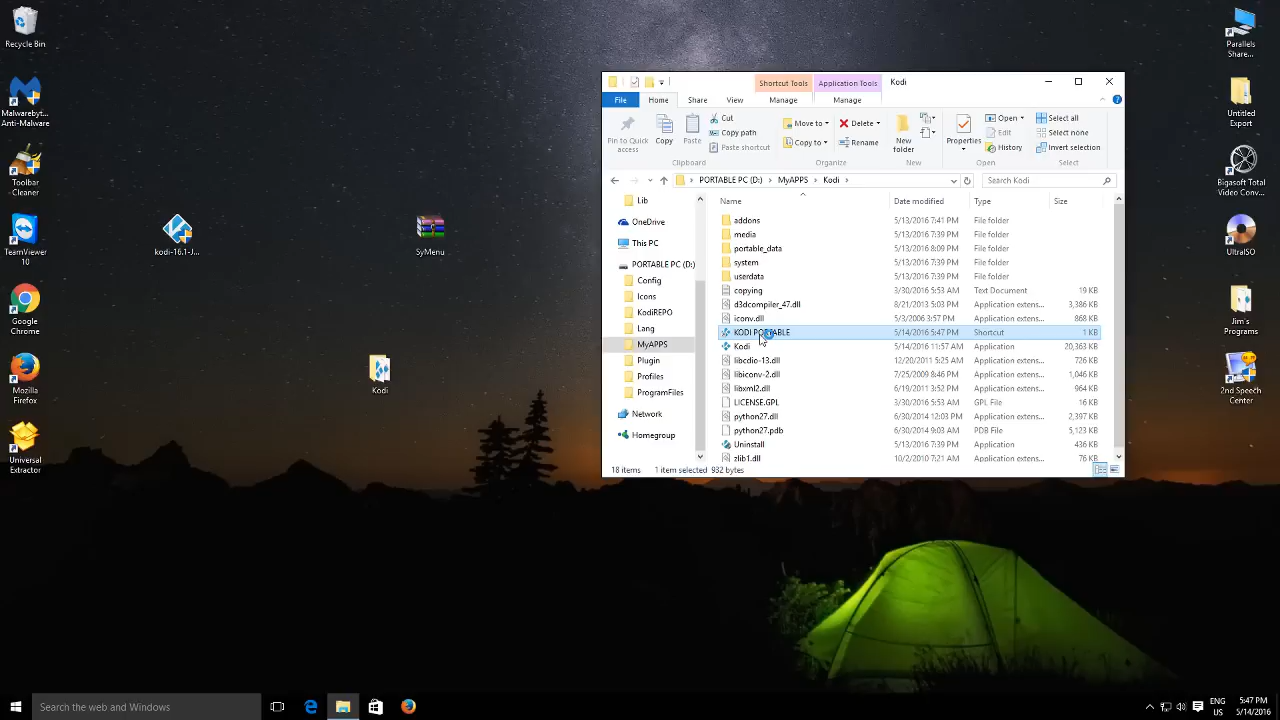 Recycle Bin
Malwarebyt...
Anti-Malware
Toolbar
Cleaner
TeamViewer
10
Google
Chrome
Mozilla
Firefox
Universal
Extractor
kodi-16.1-J...
SyMenu
Kodi
Shortcut Tools
Application Tools
Kodi
File
Home
Share
View
Manage
Manage
Pin to Quick
access
Copy
Paste
Cut
Copy path
Paste shortcut
Clipboard
Move to
Copy to
Delete
Rename
Organize
New
folder
New
Properties
Open
Edit
History
Open
Select all
Select none
Invert selection
Select
PORTABLE PC (D:) > MyAPPS > Kodi >
Search Kodi
Lib
OneDrive
This PC
PORTABLE PC (D:)
Config
Icons
KodiREPO
Lang
MyAPPS
Plugin
Profiles
ProgramFiles
Network
Homegroup
Name Date modified Type Size
addons 5/13/2016 7:41 PM File folder
media 5/13/2016 7:39 PM File folder
portable_data 5/13/2016 8:09 PM File folder
system 5/13/2016 7:39 PM File folder
userdata 5/13/2016 7:39 PM File folder
copying 3/30/2016 5:53 AM Text Document 19 KB
d3dcompiler_47.dll 8/21/2013 5:03 PM Application extens... 3,386 KB
iconv.dll 5/3/2006 3:57 PM Application extens... 868 KB
KODI PORTABLE 5/14/2016 5:47 PM Shortcut 1 KB
Kodi 5/14/2016 11:57 AM Application 20,363 KB
libcdio-13.dll 12/20/2011 5:25 AM Application extens... 726 KB
libiconv-2.dll 7/25/2009 8:46 PM Application extens... 1,046 KB
libxml2.dll 6/19/2011 3:52 PM Application extens... 964 KB
LICENSE.GPL 3/30/2016 5:53 AM GPL File 16 KB
python27.dll 6/30/2014 12:03 PM Application extens... 2,397 KB
python27.pdb 6/30/2014 9:03 AM PDB File 5,123 KB
Uninstall 5/13/2016 7:39 PM Application 436 KB
zlib1.dll 10/2/2010 7:21 AM Application extens... 76 KB
18 items 1 item selected 932 bytes
Parallels
Share...
Untitled
Export
Bigasoft Total
Video Conv...
UltraISO
Jim's
Programs
2nd Speech
Center
Search the web and Windows
ENG
US
5:47 PM
5/14/2016